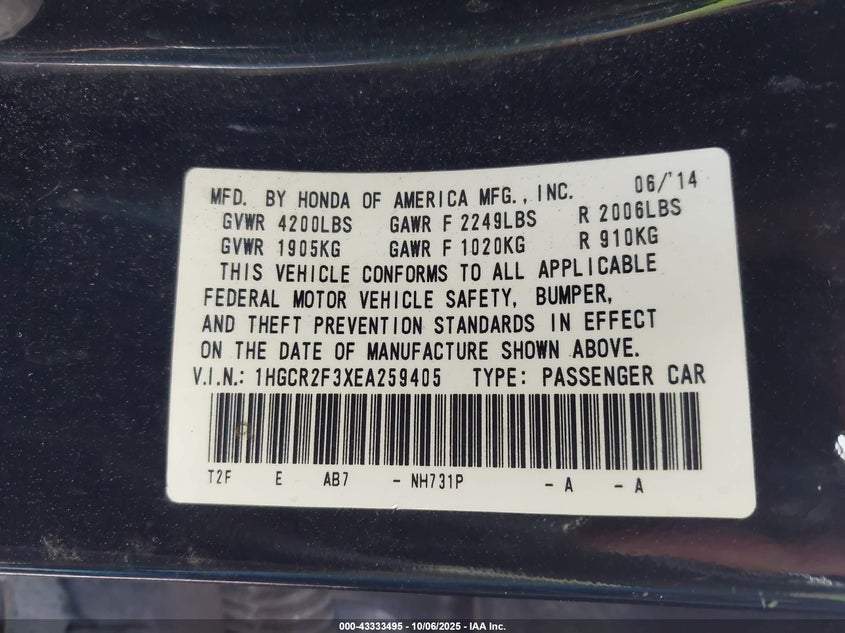 MFD. BY HONDA OF AMERICA MFG., INC. 06/'14
GVWR 4200LBS GAWR F 2249LBS R 2006LBS
GVWR 1905KG GAWR F 1020KG R 910KG
THIS VEHICLE CONFORMS TO ALL APPLICABLE
FEDERAL MOTOR VEHICLE SAFETY, BUMPER,
AND THEFT PREVENTION STANDARDS IN EFFECT
ON THE DATE OF MANUFACTURE SHOWN ABOVE.
V.I.N.: 1HGCR2F3XEA259405 TYPE: PASSENGER CAR
T2F E AB7 - NH731P - A - A
000-43333495 - 10/06/2025 - IAA Inc.